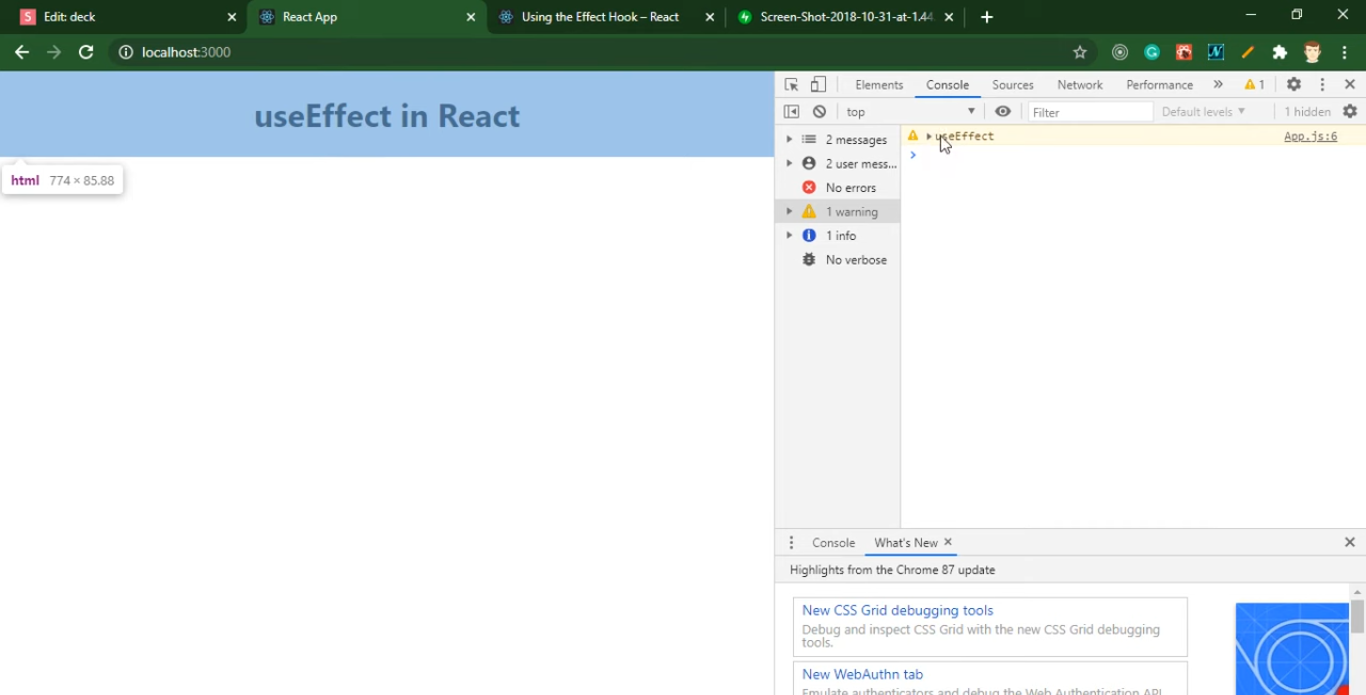 Edit: deck
React App
Using the Effect Hook – React
Screen-Shot-2018-10-31-at-1.44
localhost:3000
useEffect in React
html 774 × 85.88
Elements Console Sources Network Performance » 1
top Filter Default levels 1 hidden
2 messages
2 user mess...
No errors
1 warning
1 info
No verbose
useEffect App.js:6
Console What's New
Highlights from the Chrome 87 update
New CSS Grid debugging tools
Debug and inspect CSS Grid with the new CSS Grid debugging
tools.
New WebAuthn tab
Emulate authenticators and debug the Web Authentication API